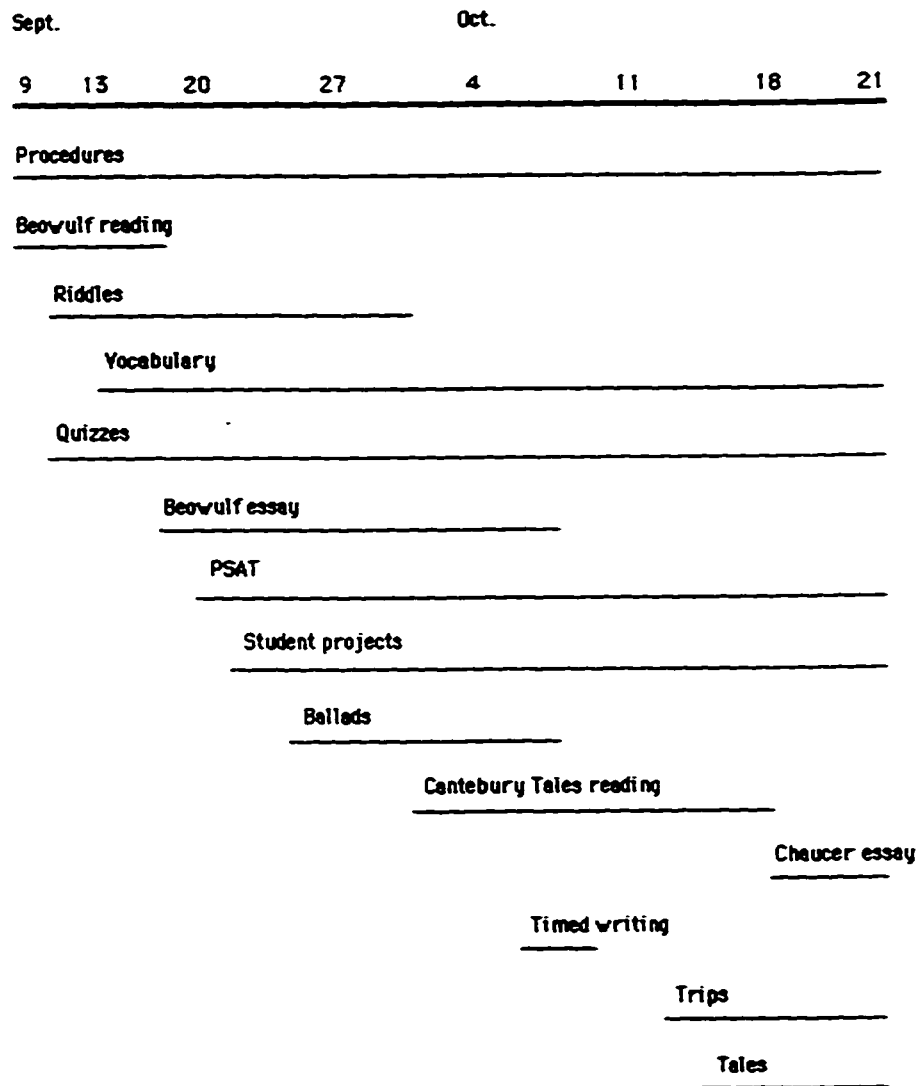 Sept. Oct.
9 13 20 27 4 11 18 21
Procedures
Beowulf reading
Riddles
Vocabulary
Quizzes
Beowulf essay
PSAT
Student projects
Ballads
Cantebury Tales reading
Chaucer essay
Timed writing
Trips
Tales